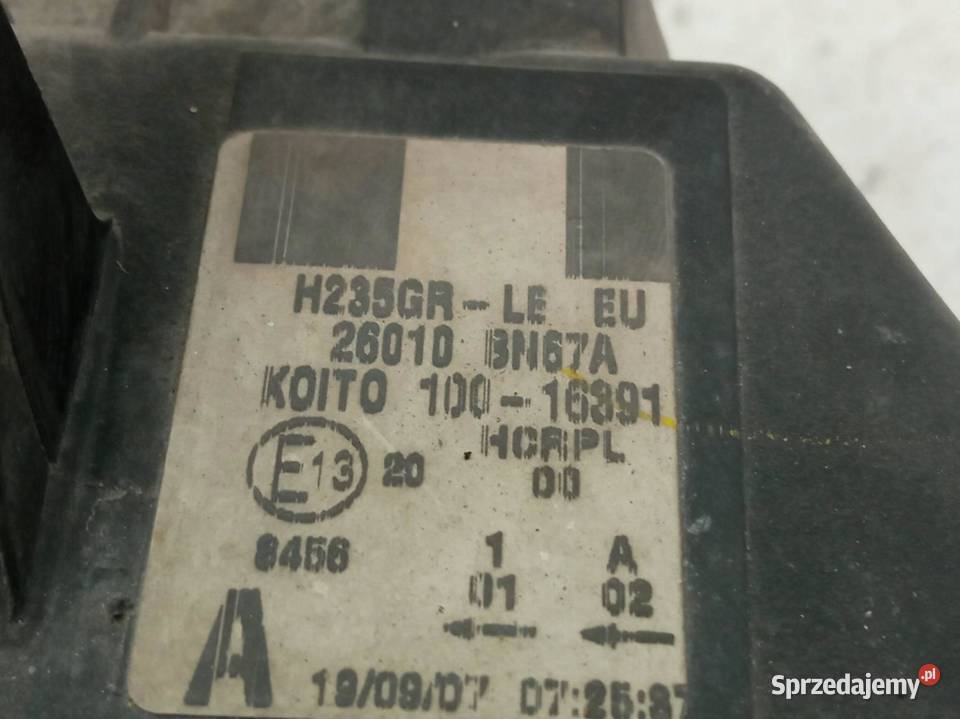 H235GR-LE EU
26010 BN67A
KOITO 100-16391
HCRPL
E13 20 00
8456 1 A
01 02
A
19/09/07 07:25:37
Sprzedajemy.pl